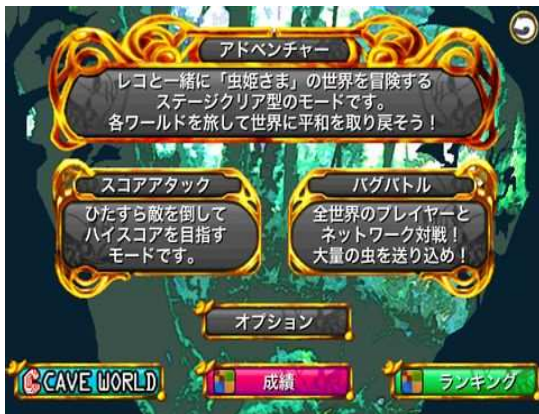 アドベンチャー
レコと一緒に「虫姫さま」の世界を冒険する
ステージクリア型のモードです。
各ワールドを旅して世界に平和を取り戻そう！
スコアアタック
ひたすら敵を倒して
ハイスコアを目指す
モードです。
バグバトル
全世界のプレイヤーと
ネットワーク対戦！
大量の虫を送り込め！
オプション
CAVE WORLD
成績
ランキング